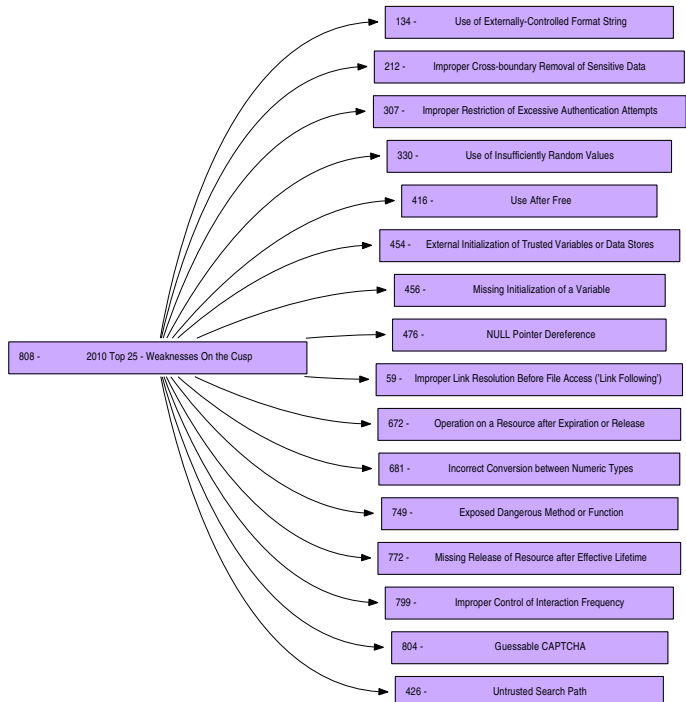 134 - Use of Externally-Controlled Format String
212 - Improper Cross-boundary Removal of Sensitive Data
307 - Improper Restriction of Excessive Authentication Attempts
330 - Use of Insufficiently Random Values
416 - Use After Free
454 - External Initialization of Trusted Variables or Data Stores
456 - Missing Initialization of a Variable
476 - NULL Pointer Dereference
808 - 2010 Top 25 - Weaknesses On the Cusp
59 - Improper Link Resolution Before File Access ('Link Following')
672 - Operation on a Resource after Expiration or Release
681 - Incorrect Conversion between Numeric Types
749 - Exposed Dangerous Method or Function
772 - Missing Release of Resource after Effective Lifetime
799 - Improper Control of Interaction Frequency
804 - Guessable CAPTCHA
426 - Untrusted Search Path